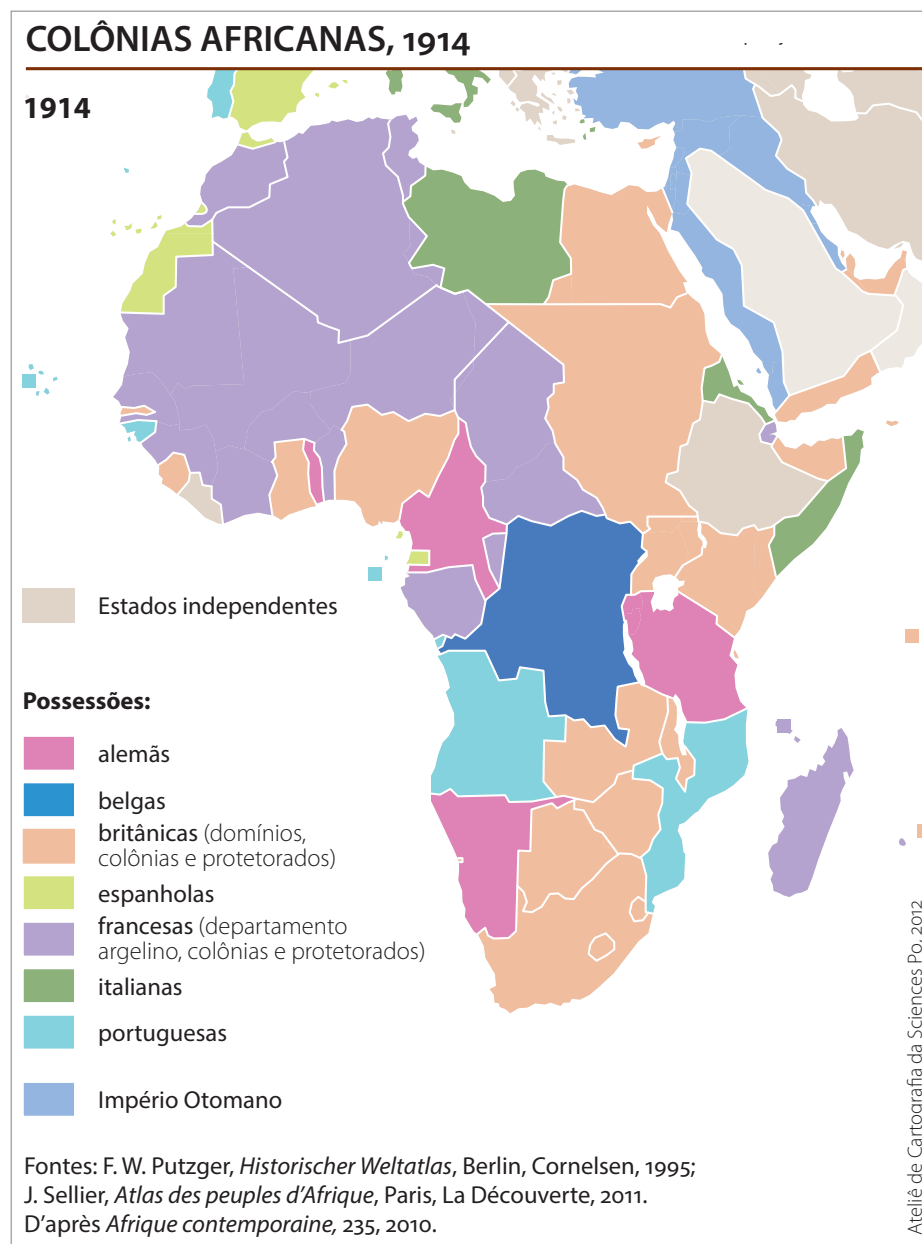 COLÔNIAS AFRICANAS, 1914
1914
Estados independentes
Possessões:
alemãs
belgas
britânicas (domínios,
colônias e protetorados)
espanholas
francesas (departamento
argelino, colônias e protetorados)
italianas
portuguesas
Império Otomano
Fontes: F. W. Putzger, Historischer Weltatlas, Berlin, Cornelsen, 1995;
J. Sellier, Atlas des peuples d'Afrique, Paris, La Découverte, 2011.
D'après Afrique contemporaine, 235, 2010.
Ateliê de Cartografia da Sciences Po, 2012